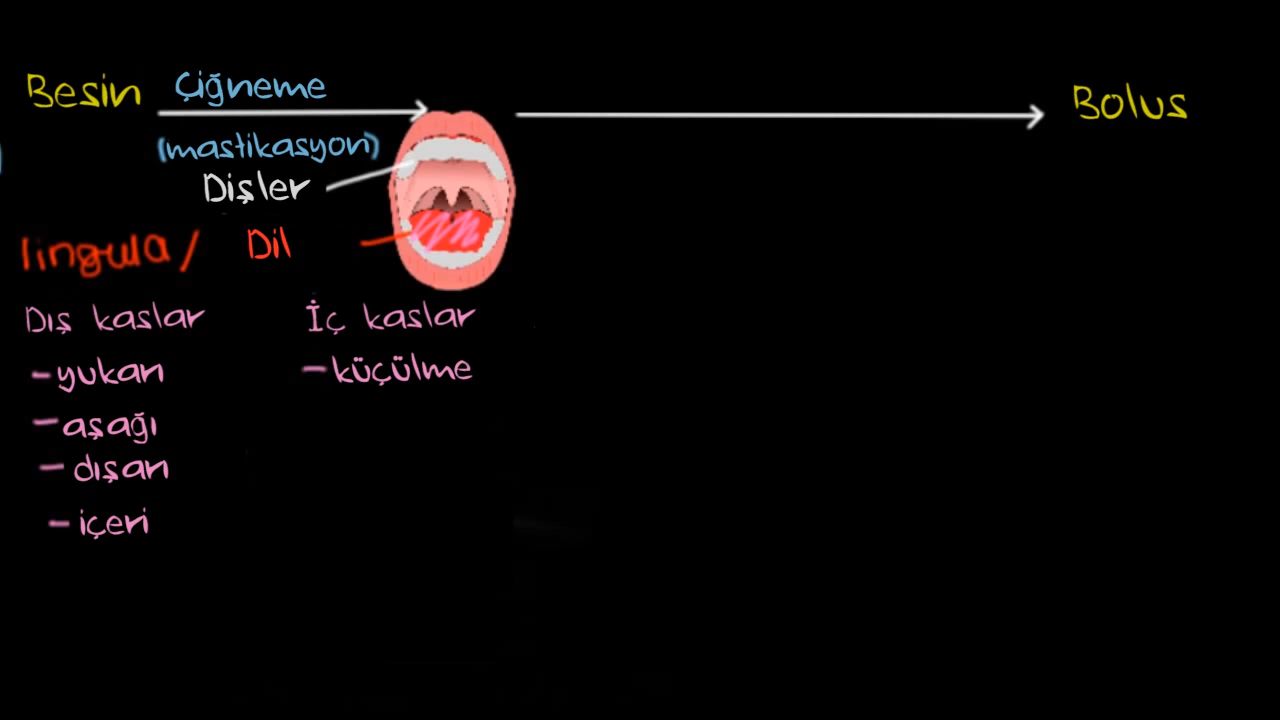 Besin Çiğneme Bolus
(mastikasyon)
Dişler
lingula / Dil
Dış kaslar İç kaslar
- yukarı - küçülme
- aşağı
- dışarı
- içeri